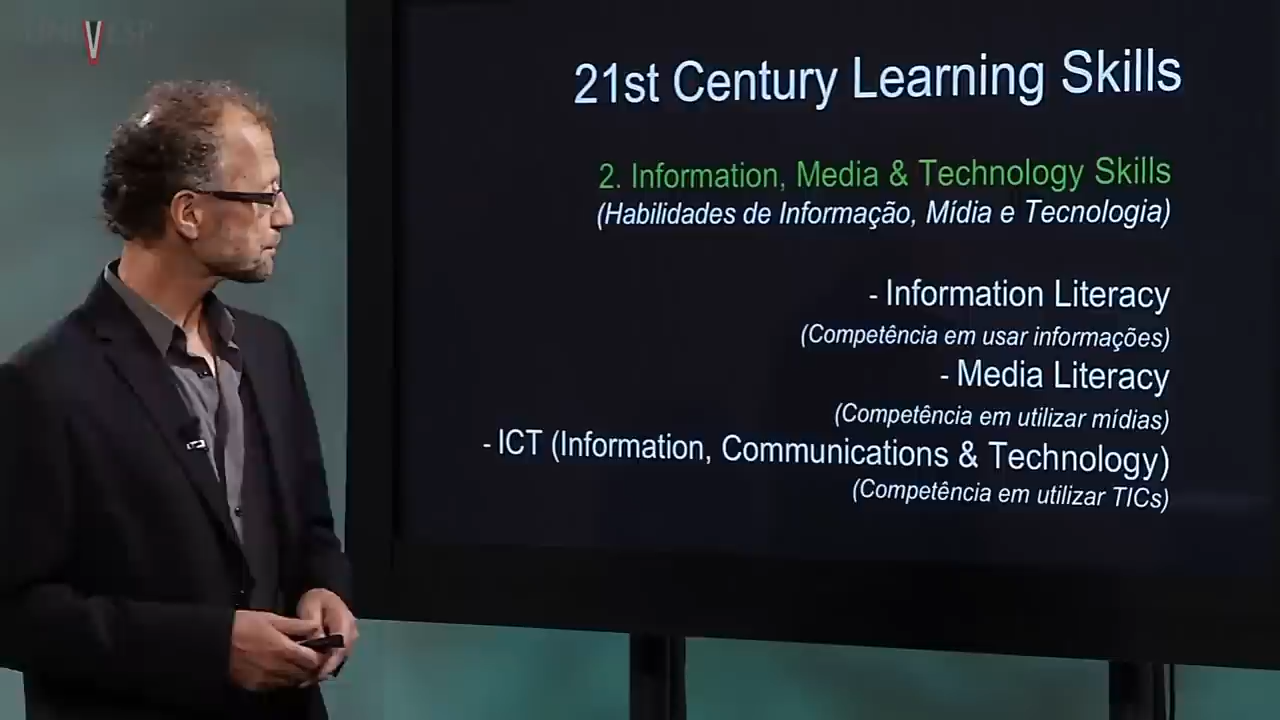 UNIVESP
21st Century Learning Skills
2. Information, Media & Technology Skills
(Habilidades de Informação, Mídia e Tecnologia)
- Information Literacy
(Competência em usar informações)
- Media Literacy
(Competência em utilizar mídias)
- ICT (Information, Communications & Technology)
(Competência em utilizar TICs)